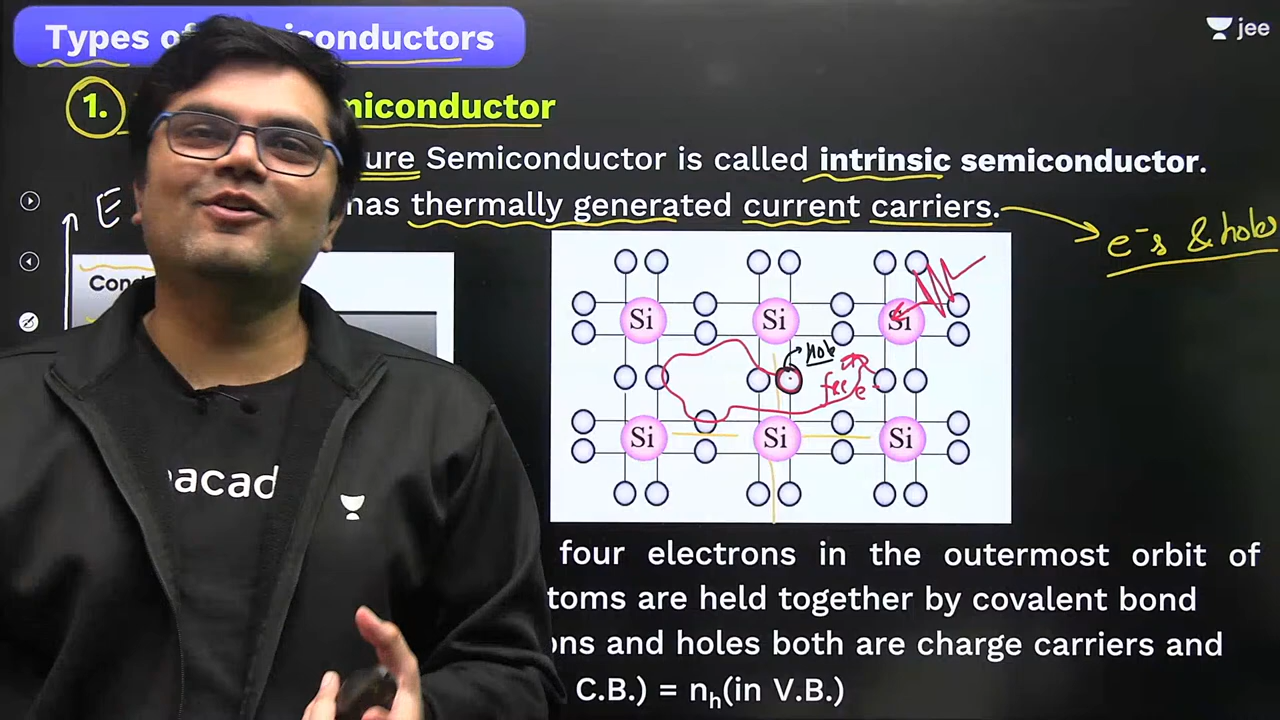 Types of Semiconductors
jee
1. miconductor
ure Semiconductor is called intrinsic semiconductor.
E has thermally generated current carriers.
e⁻s & holes
Cond
Si Si Si
hole
free e⁻
Si Si Si
acad
four electrons in the outermost orbit of
toms are held together by covalent bond
ons and holes both are charge carriers and
C.B.) = nₕ(in V.B.)